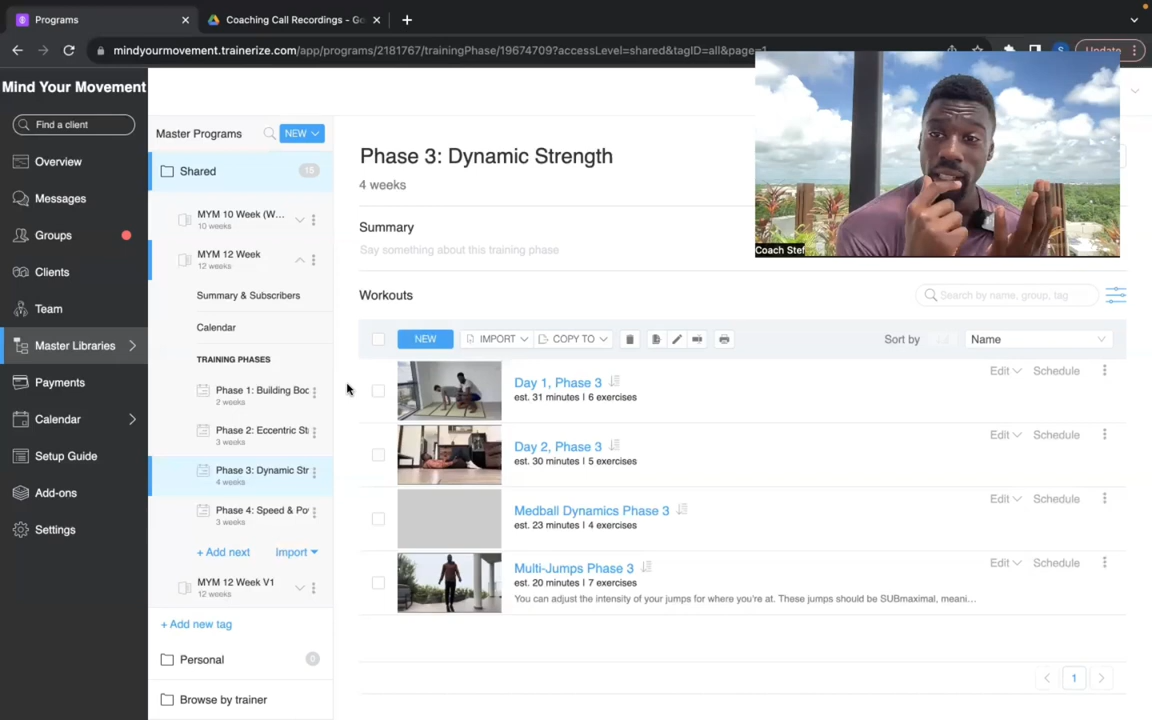 Programs
Coaching Call Recordings - Go
mindyourmovement.trainerize.com/app/programs/2181767/trainingPhase/19674709?accessLevel=shared&tagID=all&page=1
S
Update
Mind Your Movement
Find a client
Overview
Messages
Groups
Clients
Team
Master Libraries
Payments
Calendar
Setup Guide
Add-ons
Settings
Master Programs
NEW
Shared
15
MYM 10 Week (W...
10 weeks
MYM 12 Week
12 weeks
Summary & Subscribers
Calendar
TRAINING PHASES
Phase 1: Building Boc
2 weeks
Phase 2: Eccentric St
3 weeks
Phase 3: Dynamic Str
4 weeks
Phase 4: Speed & Po
3 weeks
+ Add next
Import
MYM 12 Week V1
12 weeks
+ Add new tag
Personal
0
Browse by trainer
Phase 3: Dynamic Strength
4 weeks
Summary
Say something about this training phase
Coach Stef
Workouts
Search by name, group, tag
NEW
IMPORT
COPY TO
Sort by
Name
Day 1, Phase 3
est. 31 minutes | 6 exercises
Edit
Schedule
Day 2, Phase 3
est. 30 minutes | 5 exercises
Edit
Schedule
Medball Dynamics Phase 3
est. 23 minutes | 4 exercises
Edit
Schedule
Multi-Jumps Phase 3
est. 20 minutes | 7 exercises
You can adjust the intensity of your jumps for where you're at. These jumps should be SUBmaximal, meani...
Edit
Schedule
1